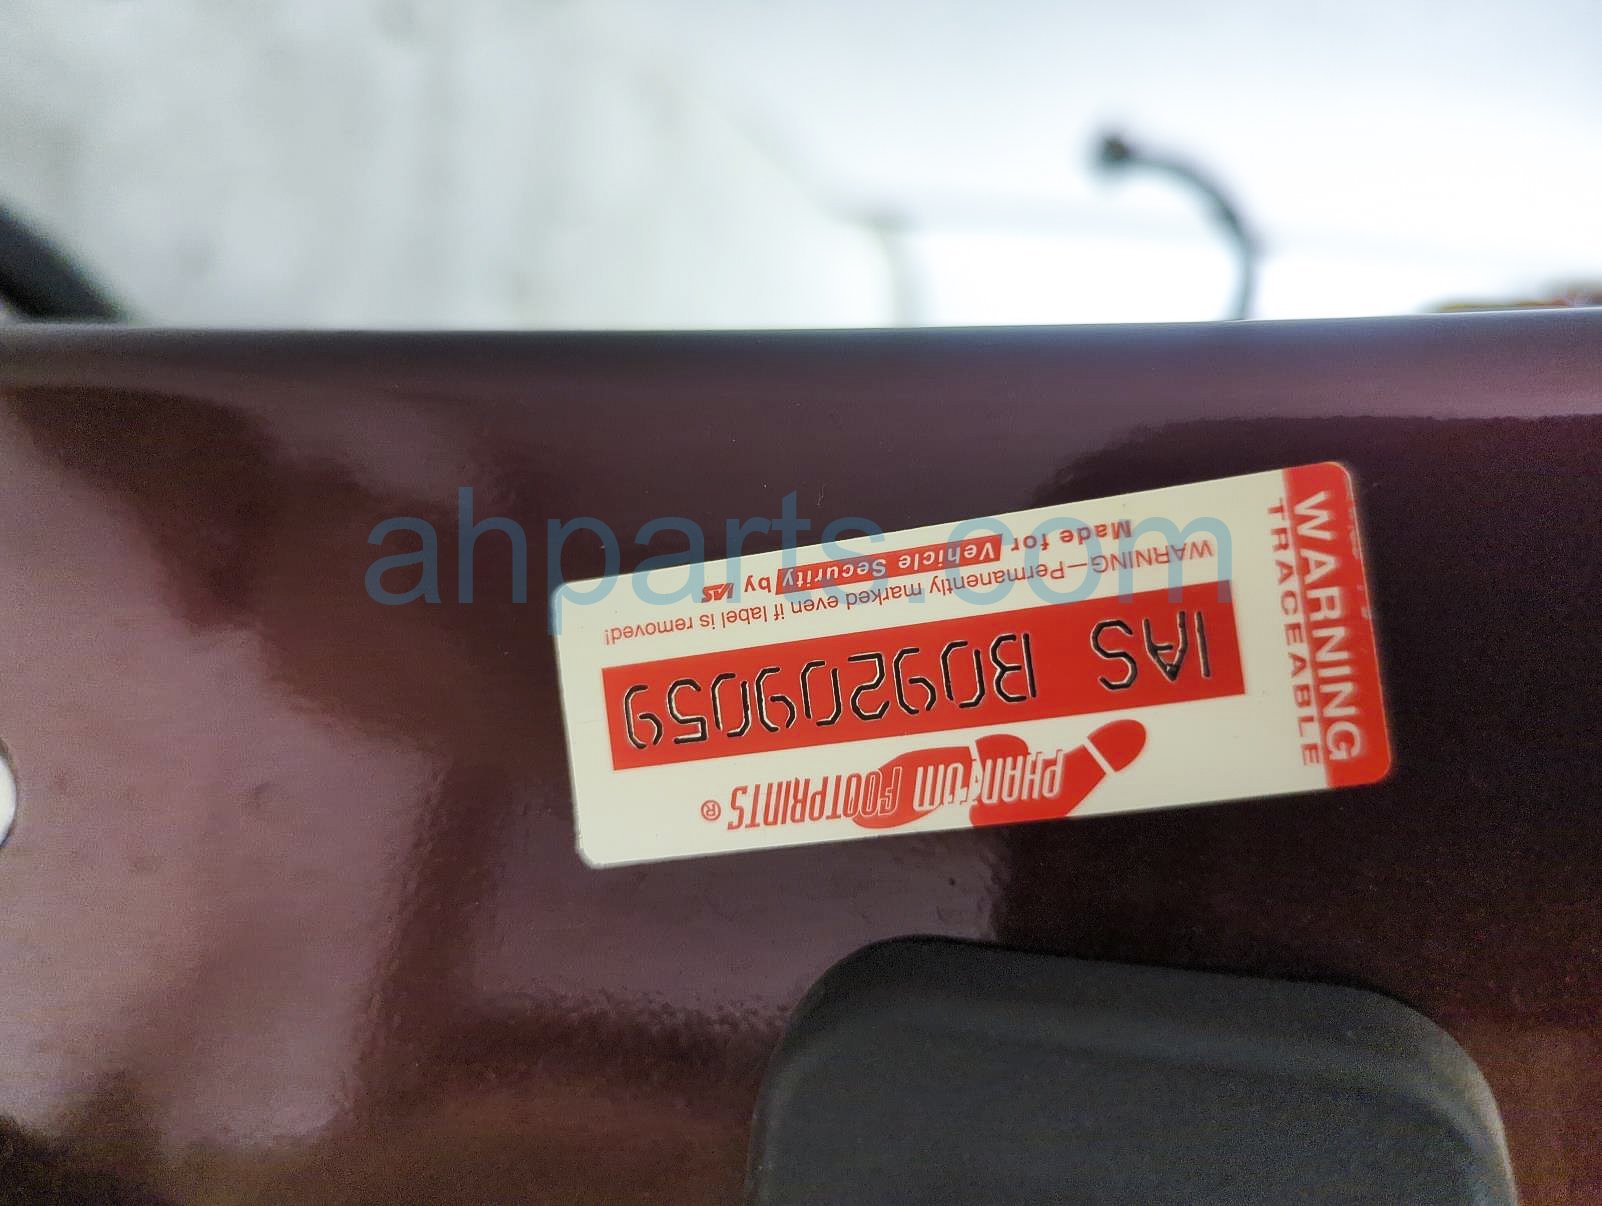 WARNING
TRACEABLE
PHANTOM FOOTPRINTS®
IAS B09209059
WARNING—Permanently marked even if label is removed!
Made for Vehicle Security by IAS
ahparts.com